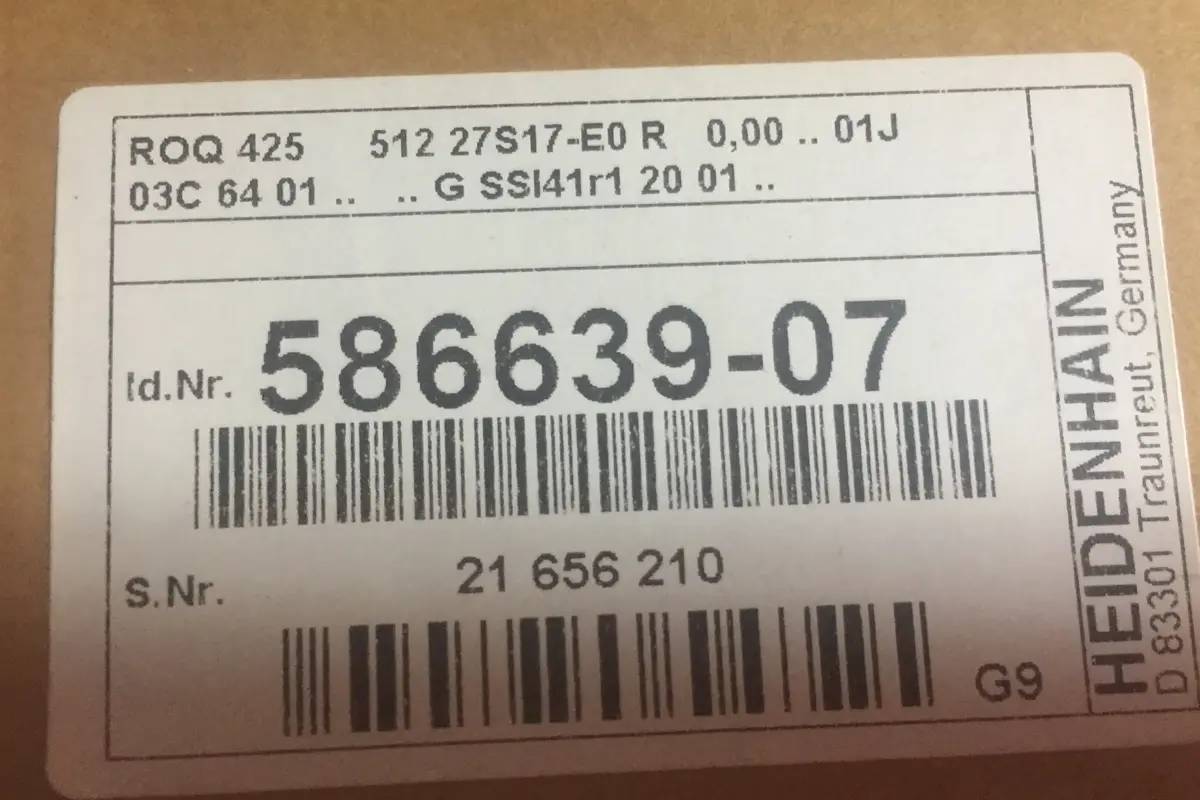 ROQ 425 512 27S17-E0 R 0,00 .. 01J
03C 64 01 .. .. G SSI41r1 20 01 ..
Id.Nr. 586639-07
S.Nr. 21 656 210
G9
HEIDENHAIN
D 83301 Traunreut, Germany